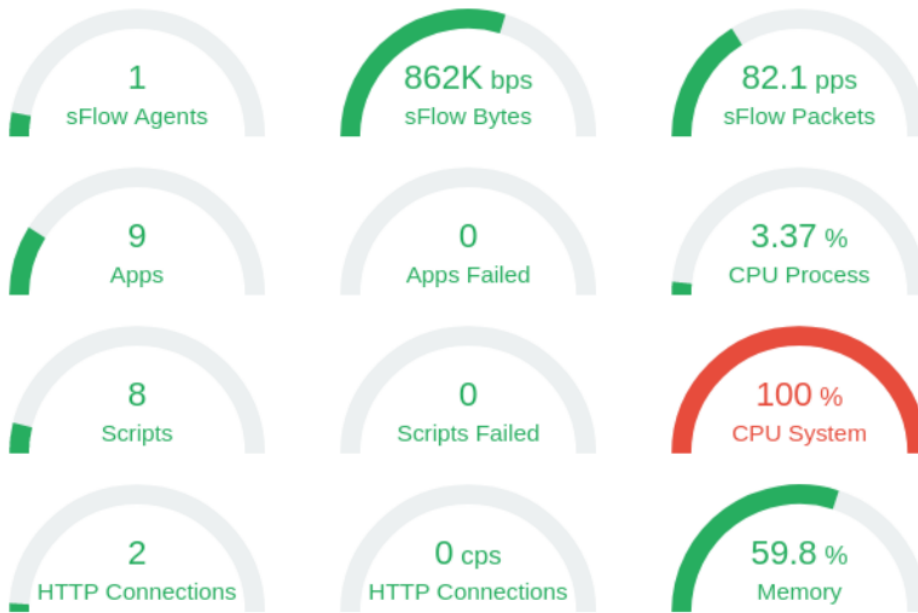 1
sFlow Agents
862K bps
sFlow Bytes
82.1 pps
sFlow Packets
9
Apps
0
Apps Failed
3.37 %
CPU Process
8
Scripts
0
Scripts Failed
100 %
CPU System
2
HTTP Connections
0 cps
HTTP Connections
59.8 %
Memory